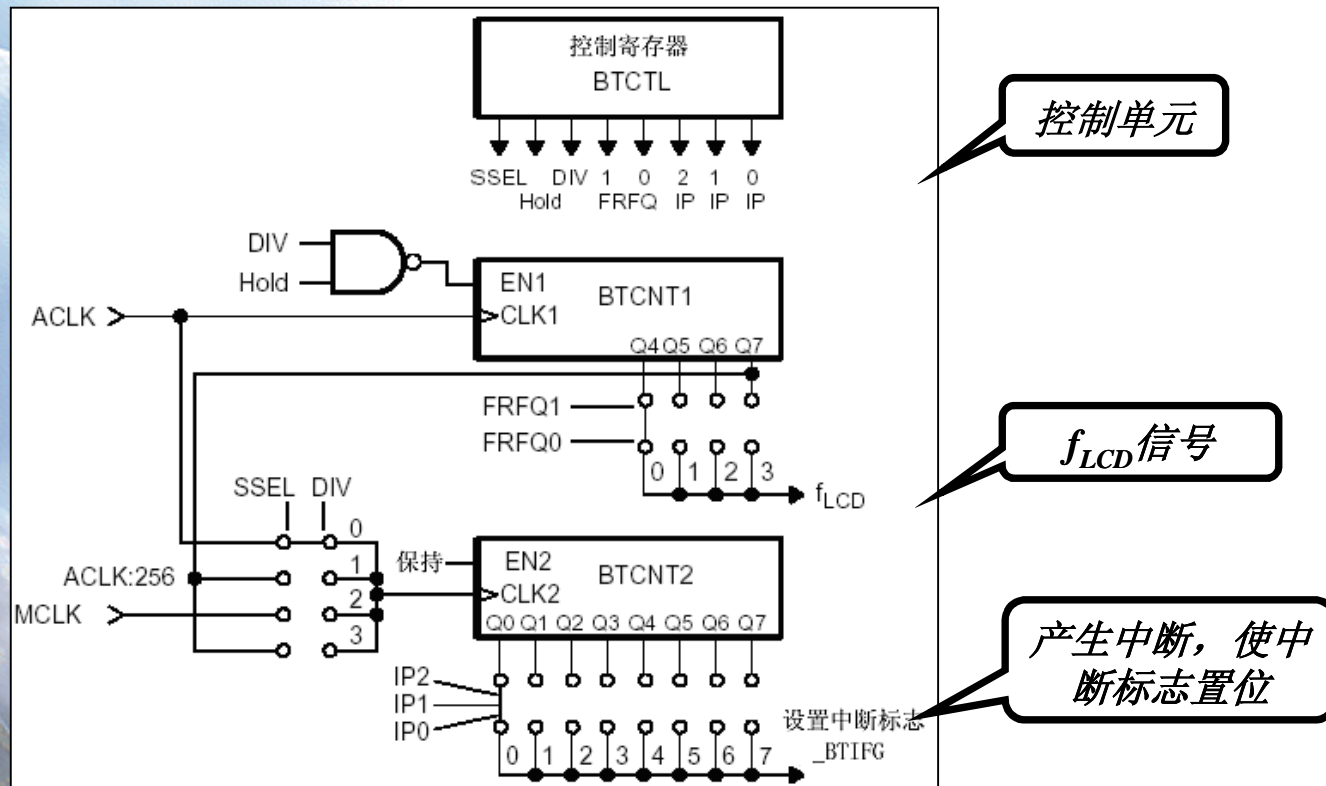 控制寄存器
BTCTL
控制单元
SSEL DIV 1 0 2 1 0
Hold FRFQ IP IP IP
DIV
Hold
EN1
BTCNT1
ACLK
CLK1
Q4 Q5 Q6 Q7
FRFQ1
FRFQ0
0 1 2 3
fLCD
fLCD信号
SSEL DIV
0
1
2
3
ACLK:256
MCLK
保持
EN2
BTCNT2
CLK2
Q0 Q1 Q2 Q3 Q4 Q5 Q6 Q7
IP2
IP1
IP0
0 1 2 3 4 5 6 7
设置中断标志
_BTIFG
产生中断，使中
断标志置位